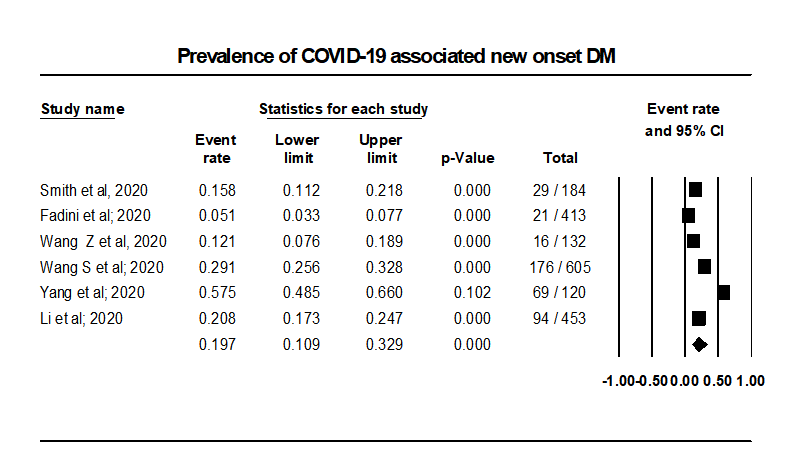 Prevalence of COVID-19 associated new onset DM
Study name Statistics for each study Event rate and 95% CI
Event rate Lower limit Upper limit p-Value Total
Smith et al, 2020 0.158 0.112 0.218 0.000 29 / 184
Fadini et al; 2020 0.051 0.033 0.077 0.000 21 / 413
Wang Z et al, 2020 0.121 0.076 0.189 0.000 16 / 132
Wang S et al; 2020 0.291 0.256 0.328 0.000 176 / 605
Yang et al; 2020 0.575 0.485 0.660 0.102 69 / 120
Li et al; 2020 0.208 0.173 0.247 0.000 94 / 453
0.197 0.109 0.329 0.000
-1.00 -0.50 0.00 0.50 1.00